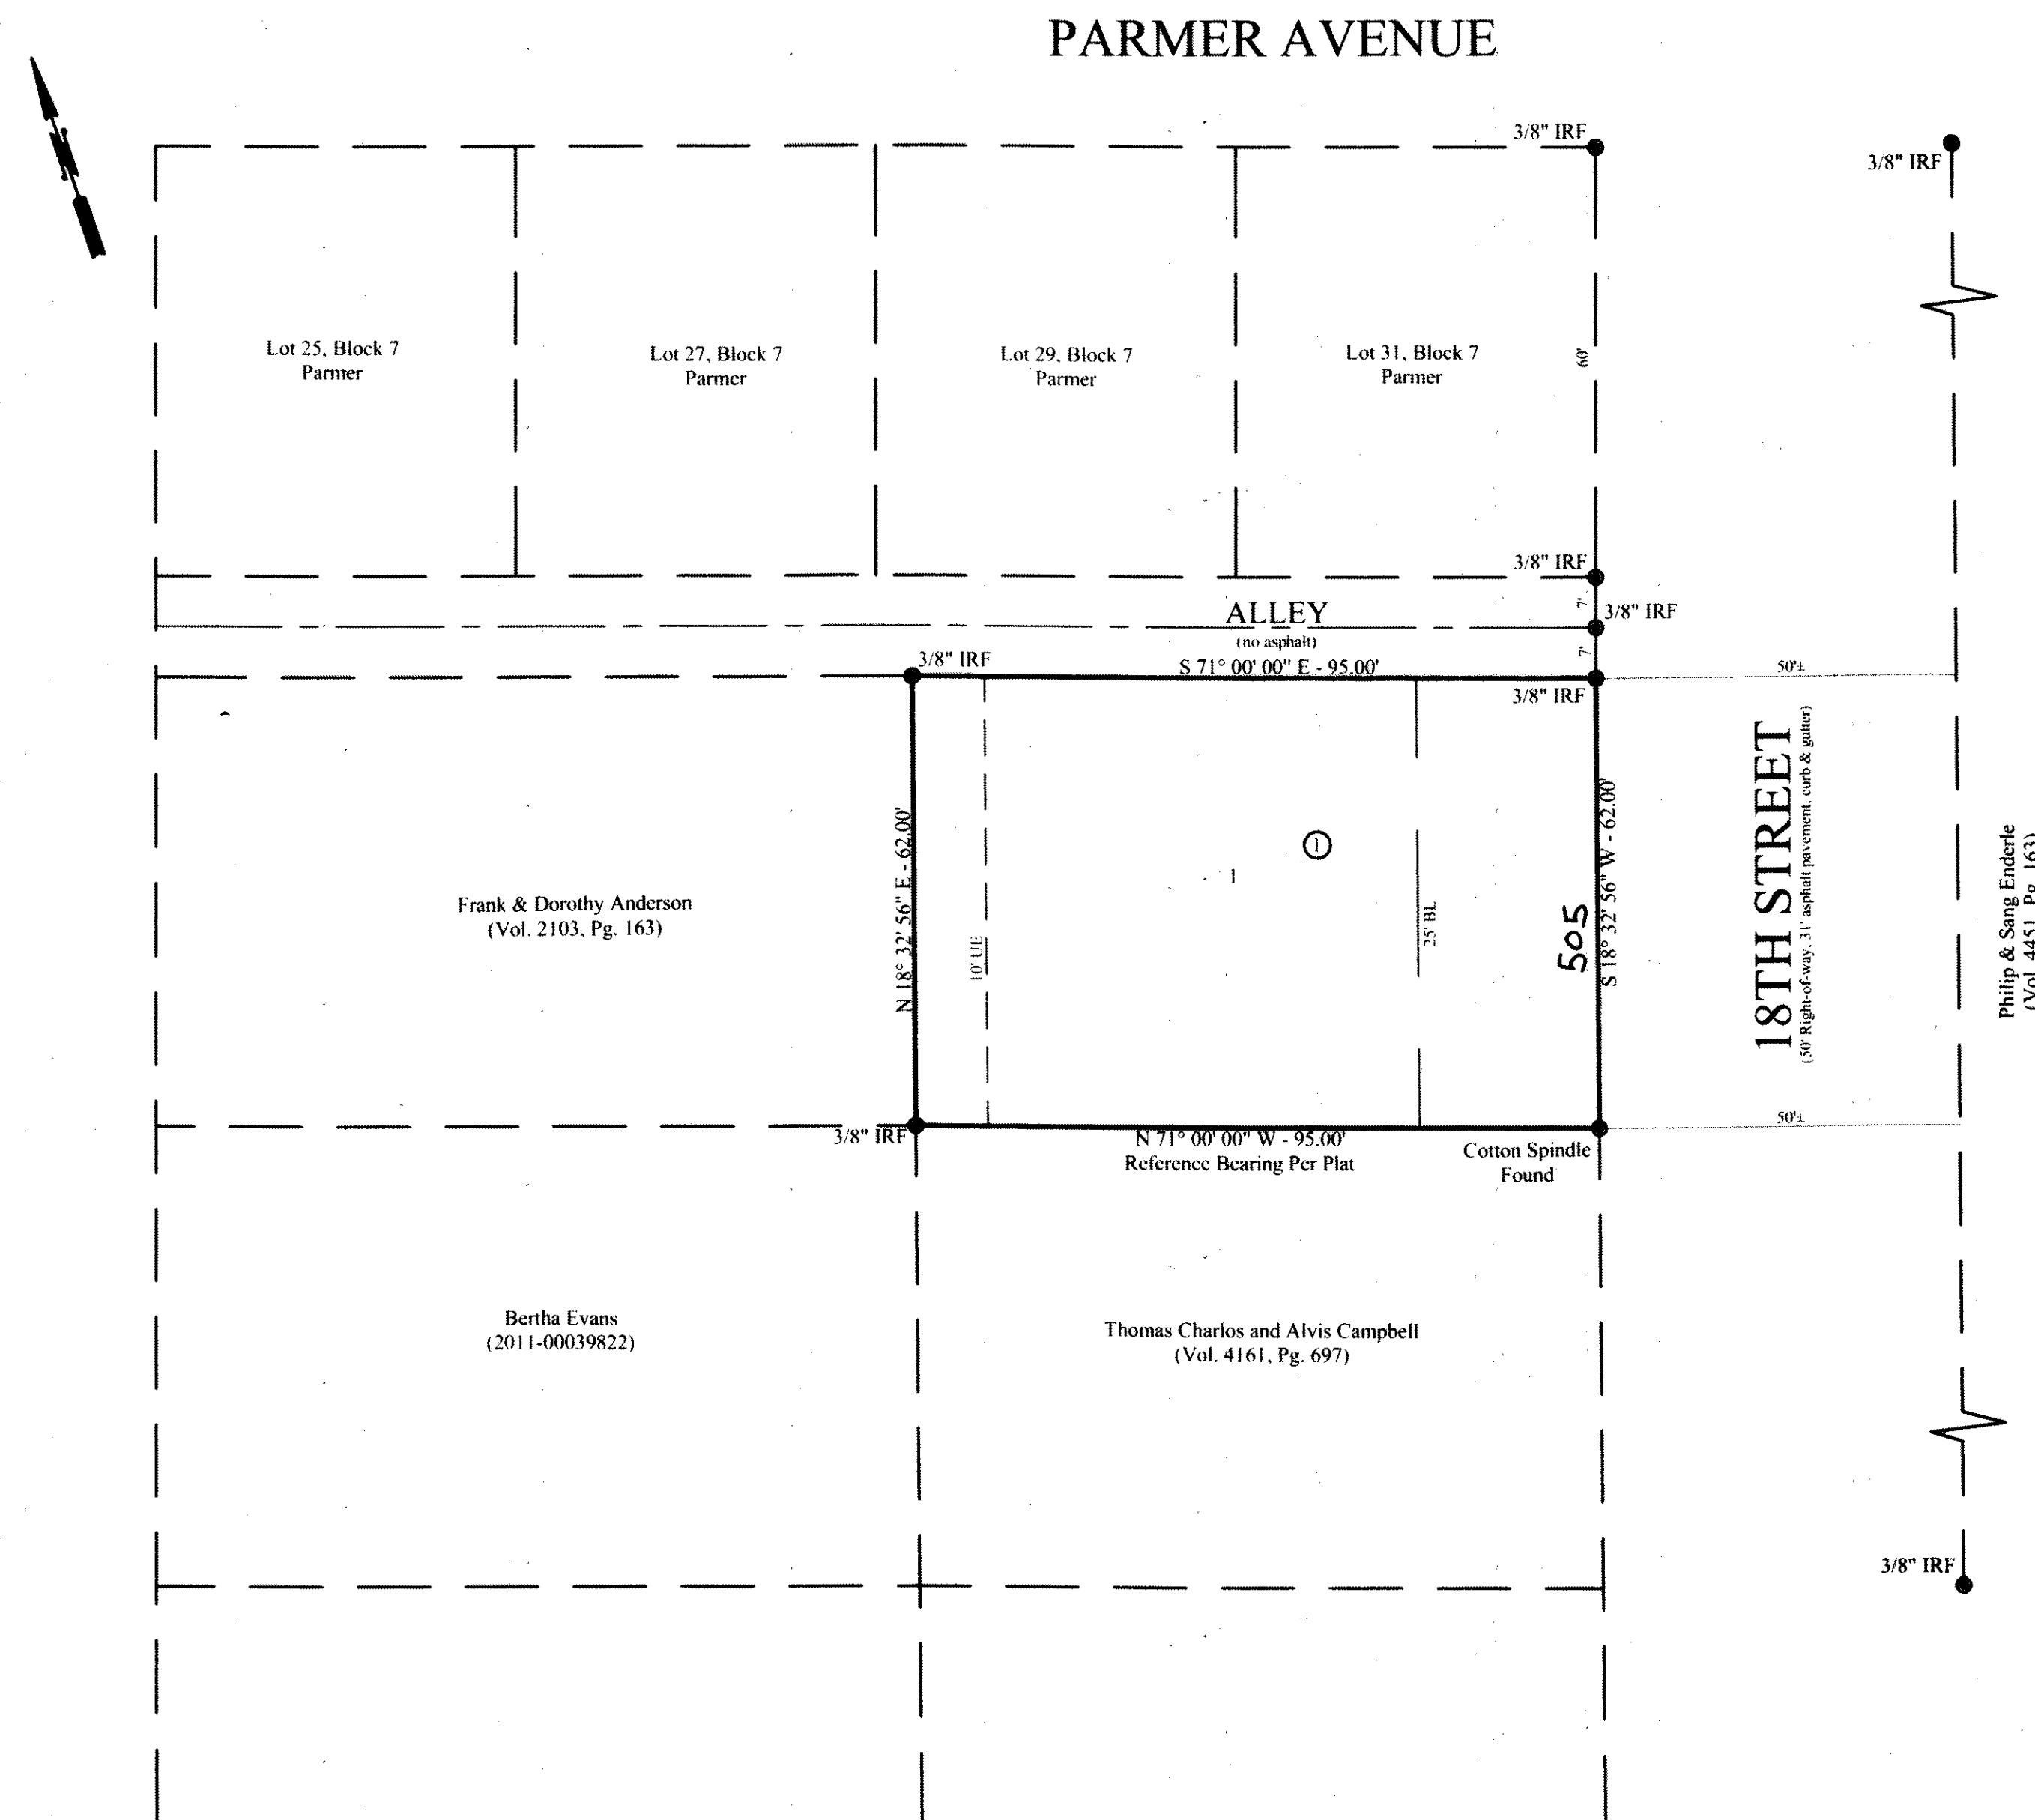 PARMER AVENUE
3/8" IRF
3/8" IRF
Lot 25, Block 7
Parmer
Lot 27, Block 7
Parmer
Lot 29, Block 7
Parmer
Lot 31, Block 7
Parmer
60'
3/8" IRF
ALLEY
(no asphalt)
7'
3/8" IRF
7'
3/8" IRF
S 71° 00' 00" E - 95.00'
3/8" IRF
50'±
Frank & Dorothy Anderson
(Vol. 2103, Pg. 163)
N 18° 32' 56" E - 62.00'
10' UE
1
1
25' BL
505
S 18° 32' 56" W - 62.00'
18TH STREET
(50' Right-of-way, 31' asphalt pavement, curb & gutter)
Philip & Sang Enderle
(Vol. 4451, Pg. 163)
3/8" IRF
N 71° 00' 00" W - 95.00'
Reference Bearing Per Plat
Cotton Spindle
Found
50'±
Bertha Evans
(2011-00039822)
Thomas Charlos and Alvis Campbell
(Vol. 4161, Pg. 697)
3/8" IRF